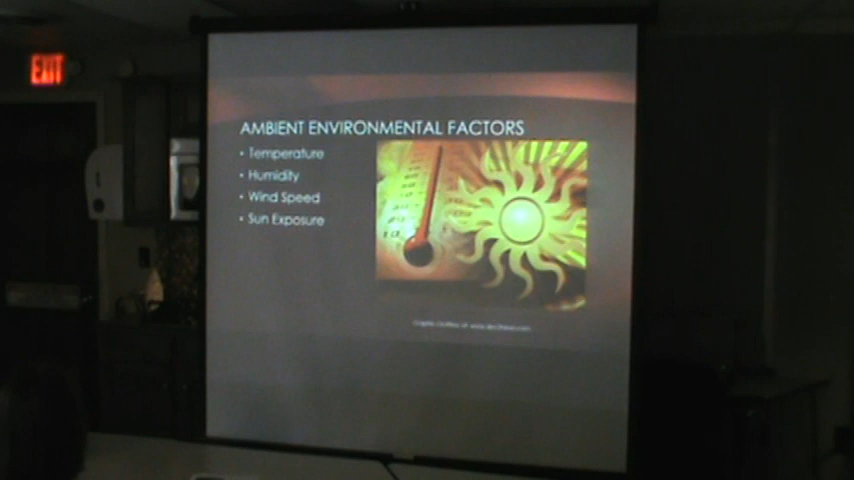 EXIT
AMBIENT ENVIRONMENTAL FACTORS
• Temperature
• Humidity
• Wind Speed
• Sun Exposure